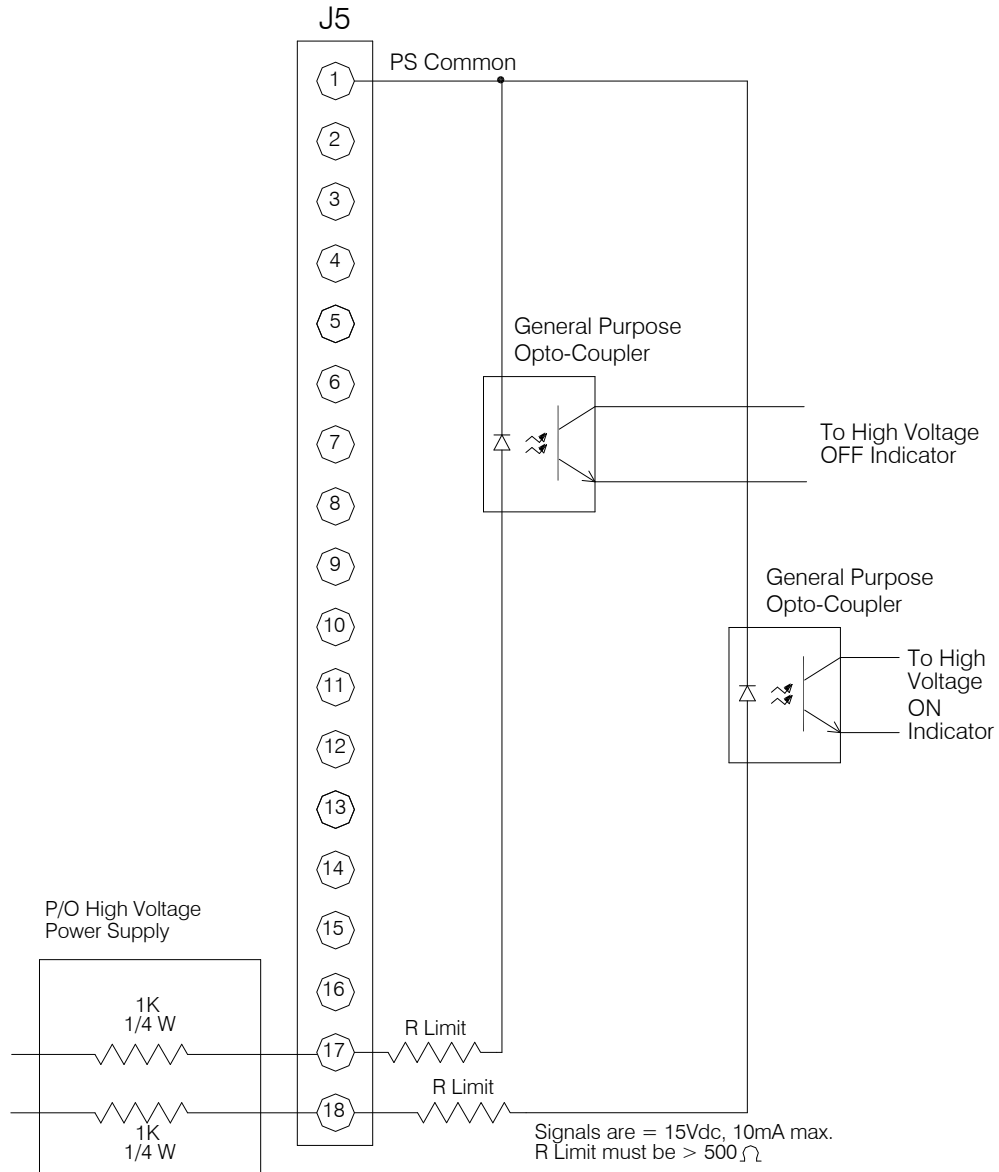 J5
PS Common
1
2
3
4
5
6
7
8
9
10
11
12
13
14
15
16
17
18
General Purpose
Opto-Coupler
To High Voltage
OFF Indicator
General Purpose
Opto-Coupler
To High
Voltage
ON
Indicator
P/O High Voltage
Power Supply
1K
1/4 W
R Limit
R Limit
1K
1/4 W
Signals are = 15Vdc, 10mA max.
R Limit must be > 500Ω